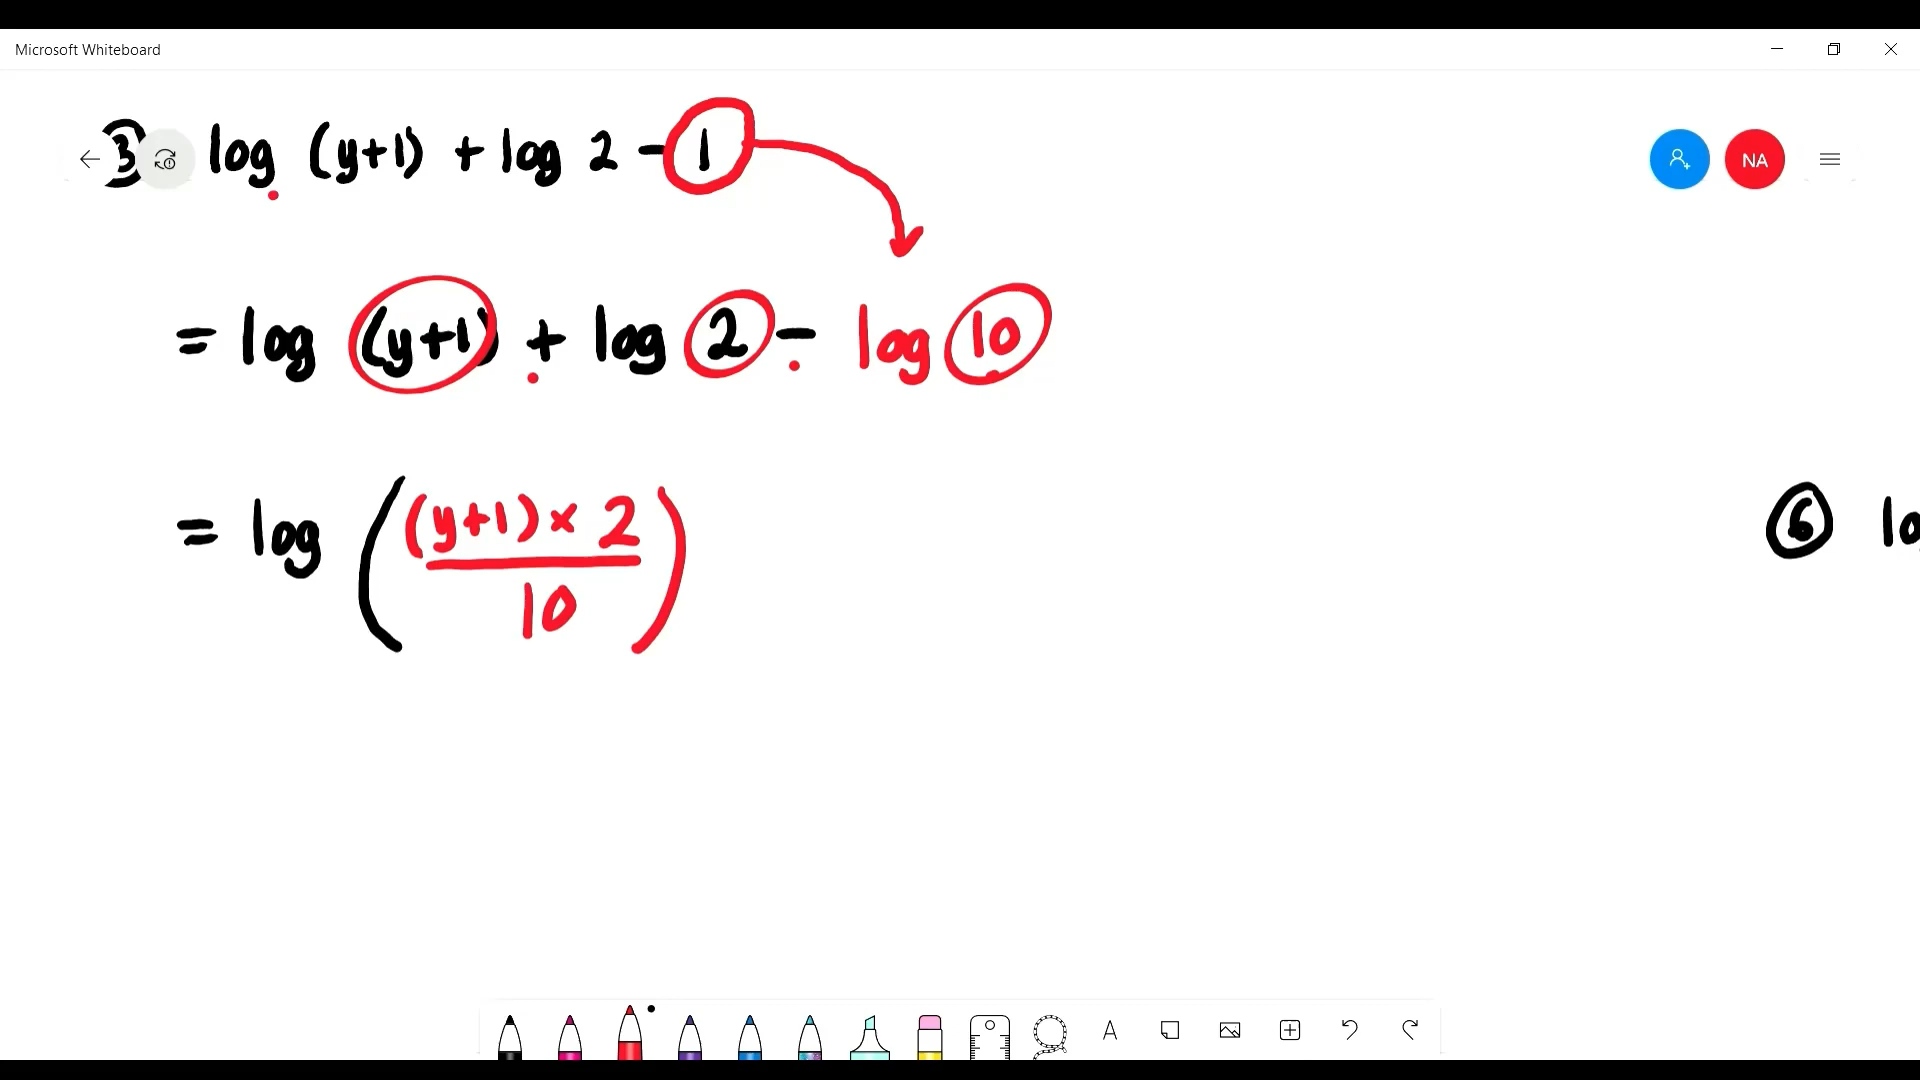 Microsoft Whiteboard
③ log (y+1) + log 2 - 1
NA
= log (y+1) + log 2 - log 10
= log ( (y+1) × 2 / 10 )
⑥ lo
A